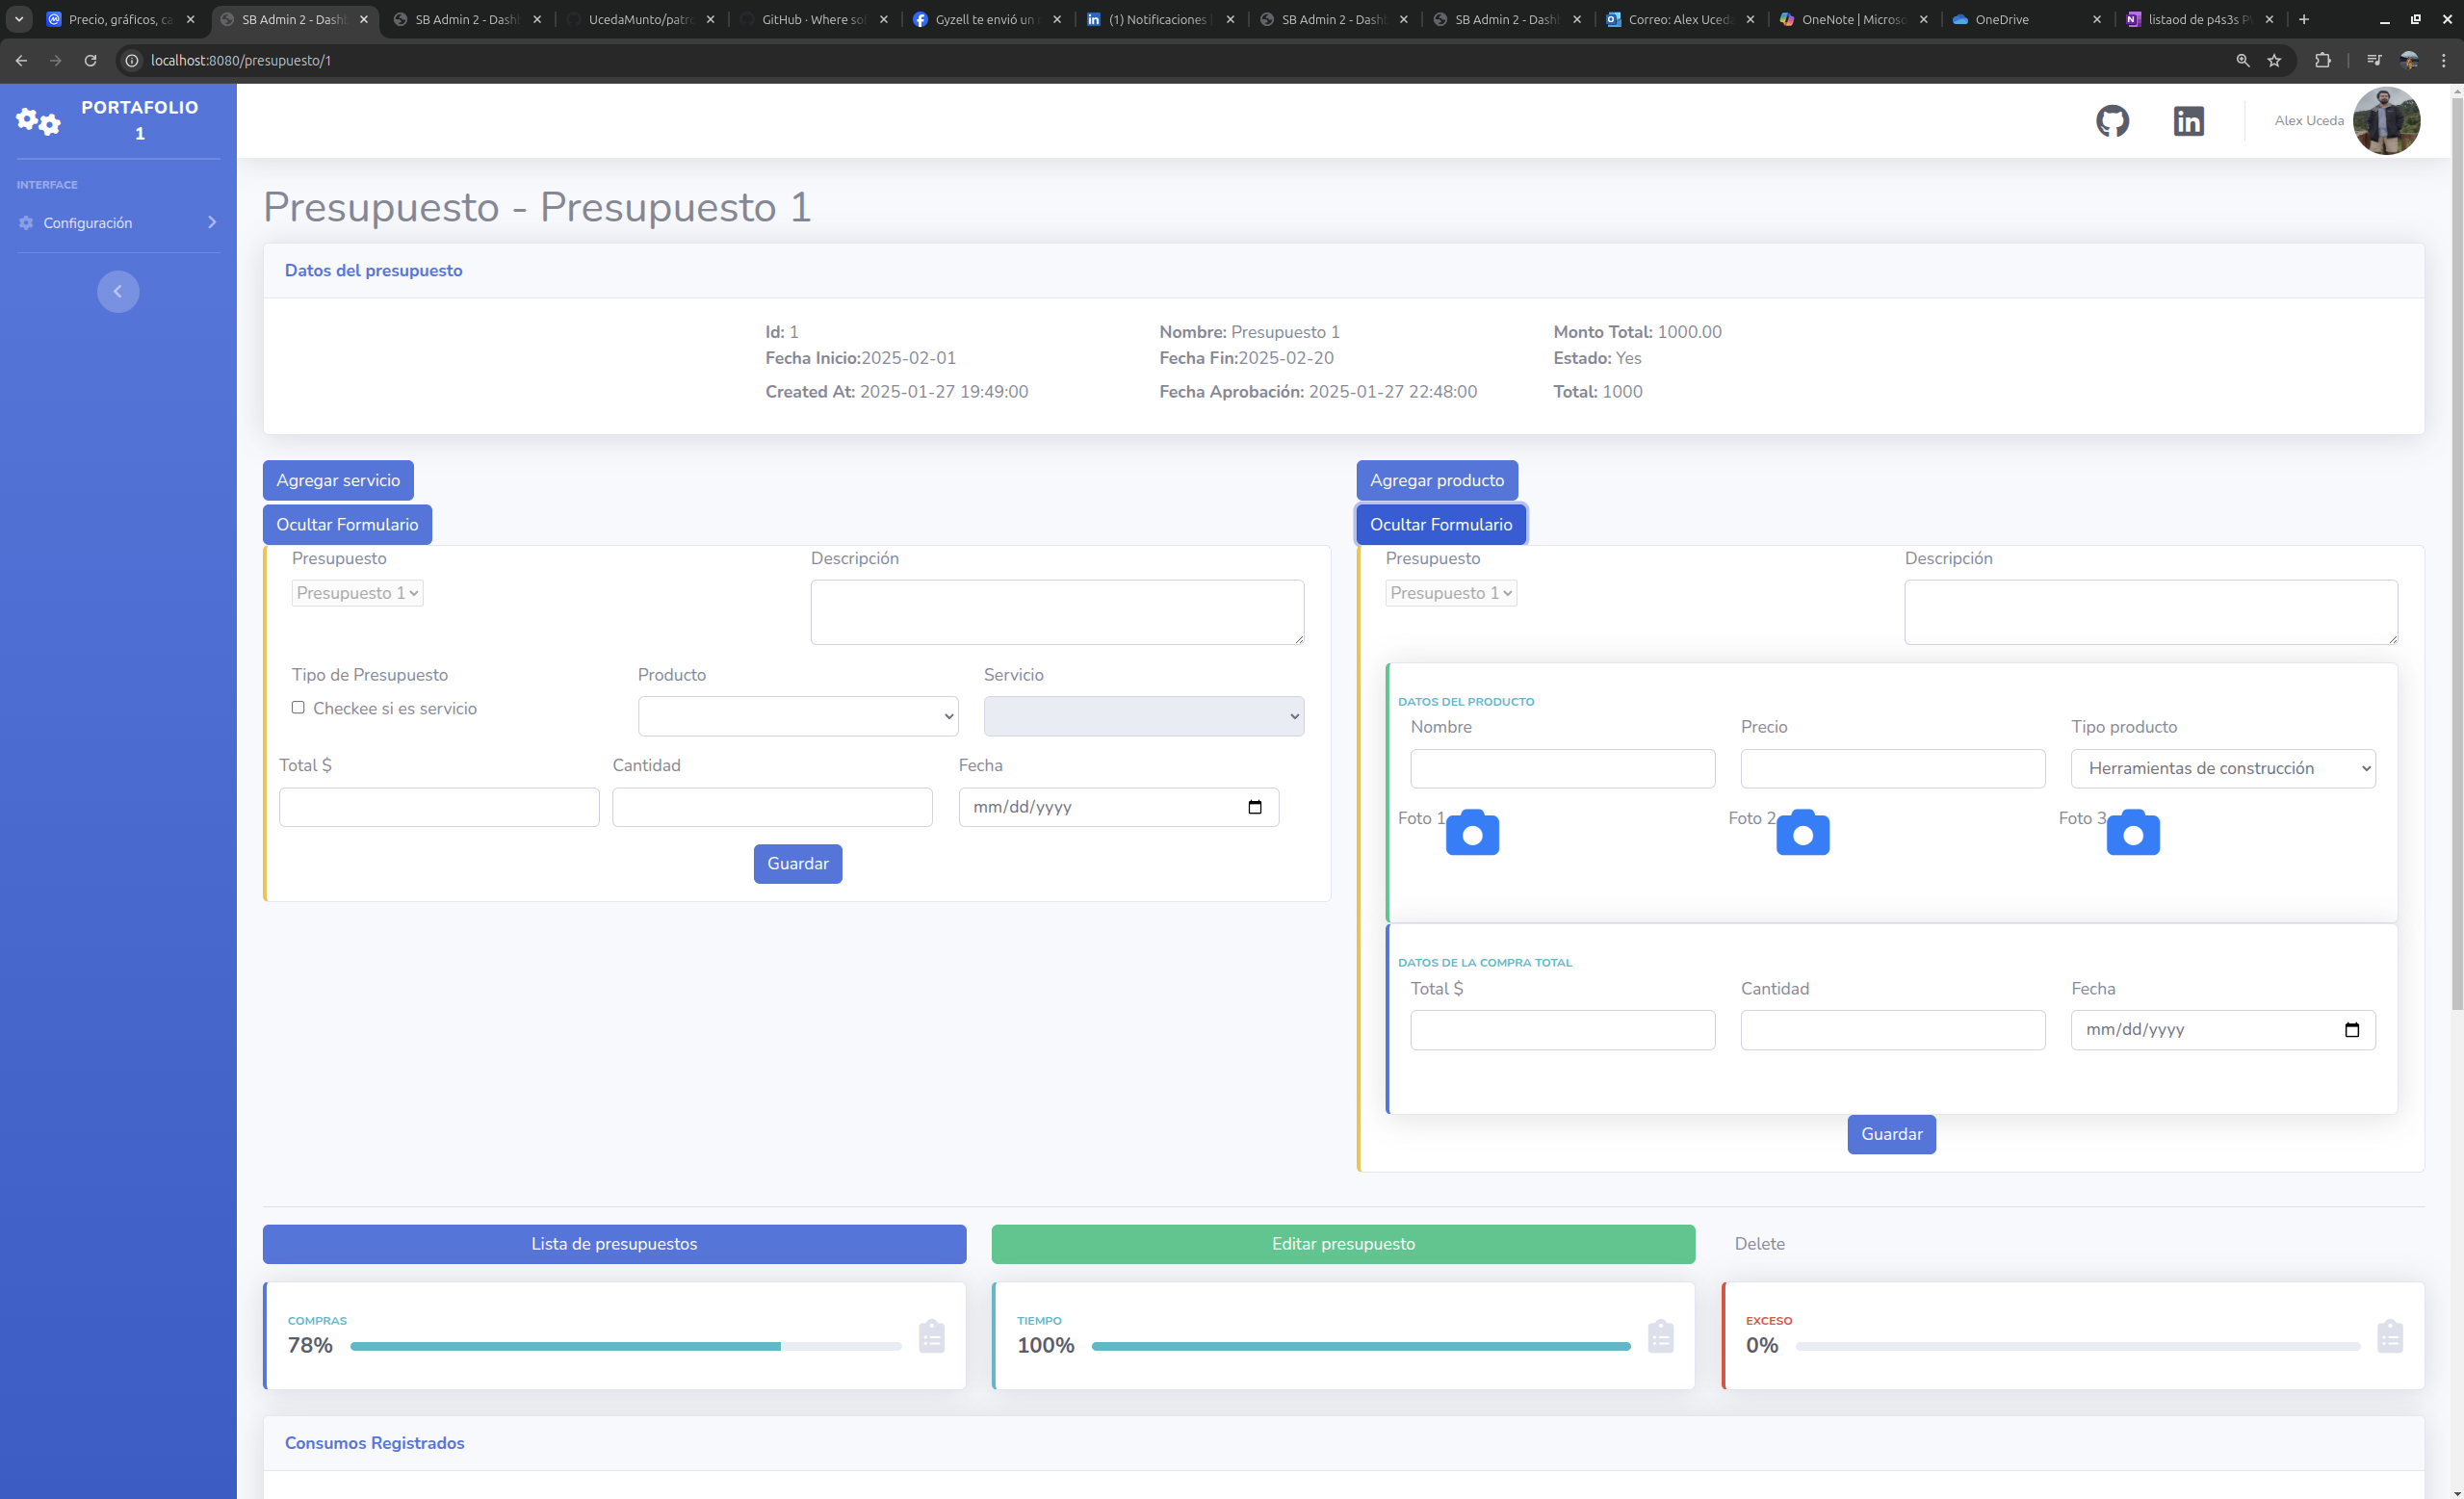 Precio, gráficos, ca
SB Admin 2 - Dash
SB Admin 2 - Dash
UcedaMunto/patr
GitHub · Where so
Gyzell te envió un
(1) Notificaciones
SB Admin 2 - Dash
SB Admin 2 - Dash
Correo: Alex Uced
OneNote | Micros
OneDrive
listaod de p4s3s P
localhost:8080/presupuesto/1
PORTAFOLIO
1
Alex Uceda
INTERFACE
Configuración
Presupuesto - Presupuesto 1
Datos del presupuesto
Id: 1
Nombre: Presupuesto 1
Monto Total: 1000.00
Fecha Inicio:2025-02-01
Fecha Fin:2025-02-20
Estado: Yes
Created At: 2025-01-27 19:49:00
Fecha Aprobación: 2025-01-27 22:48:00
Total: 1000
Agregar servicio
Ocultar Formulario
Presupuesto
Descripción
Presupuesto 1
Tipo de Presupuesto
Producto
Servicio
Checkee si es servicio
Total $
Cantidad
Fecha
mm/dd/yyyy
Guardar
Agregar producto
Ocultar Formulario
Presupuesto
Descripción
Presupuesto 1
DATOS DEL PRODUCTO
Nombre
Precio
Tipo producto
Herramientas de construcción
Foto 1
Foto 2
Foto 3
DATOS DE LA COMPRA TOTAL
Total $
Cantidad
Fecha
mm/dd/yyyy
Guardar
Lista de presupuestos
Editar presupuesto
Delete
COMPRAS
78%
TIEMPO
100%
EXCESO
0%
Consumos Registrados